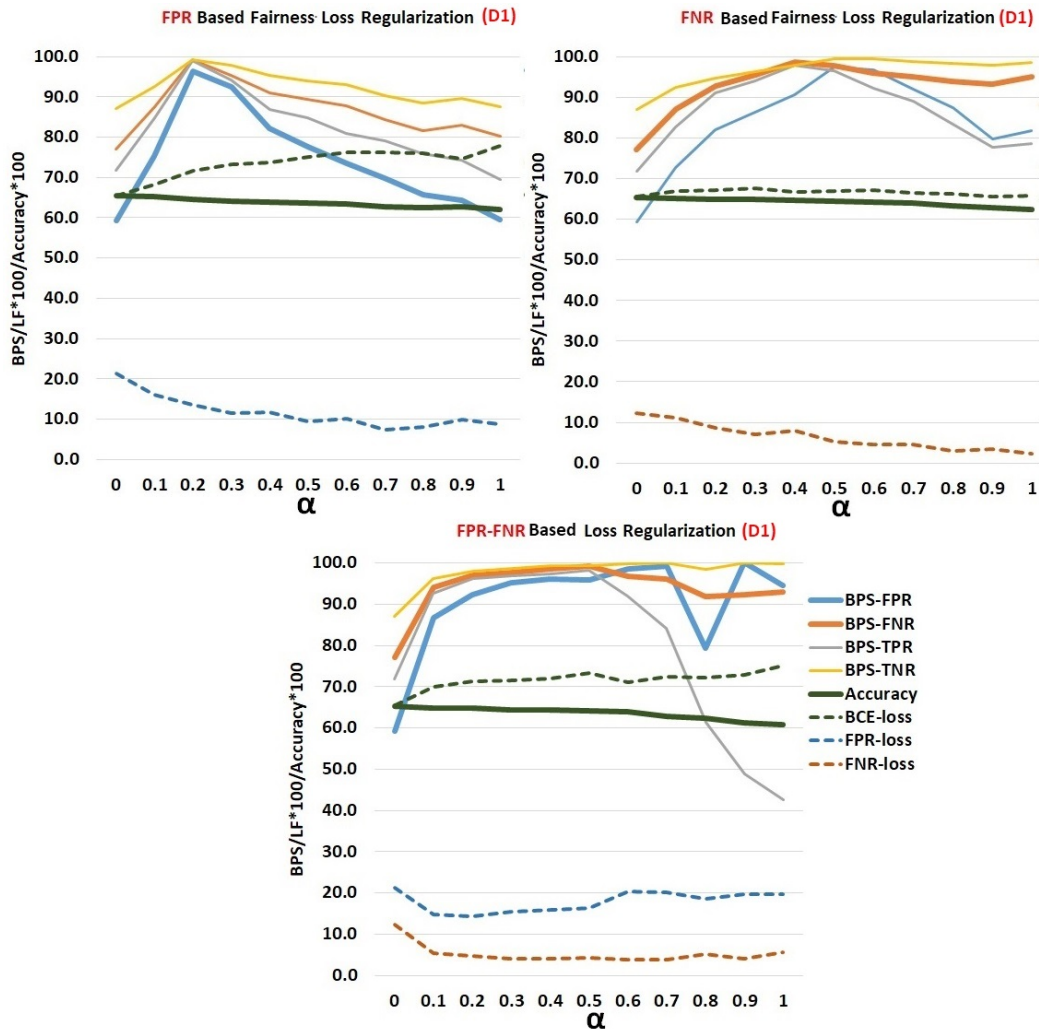 FPR Based Fairness Loss Regularization (D1)
100.0
90.0
80.0
70.0
60.0
50.0
40.0
30.0
20.0
10.0
0.0
BPS/LF*100/Accuracy*100
0 0.1 0.2 0.3 0.4 0.5 0.6 0.7 0.8 0.9 1
α
FNR Based Fairness Loss Regularization (D1)
100.0
90.0
80.0
70.0
60.0
50.0
40.0
30.0
20.0
10.0
0.0
BPS/LF*100/Accuracy*100
0 0.1 0.2 0.3 0.4 0.5 0.6 0.7 0.8 0.9 1
α
FPR-FNR Based Loss Regularization (D1)
100.0
90.0
80.0
70.0
60.0
50.0
40.0
30.0
20.0
10.0
0.0
BPS/LF*100/Accuracy*100
0 0.1 0.2 0.3 0.4 0.5 0.6 0.7 0.8 0.9 1
α
BPS-FPR
BPS-FNR
BPS-TPR
BPS-TNR
Accuracy
BCE-loss
FPR-loss
FNR-loss